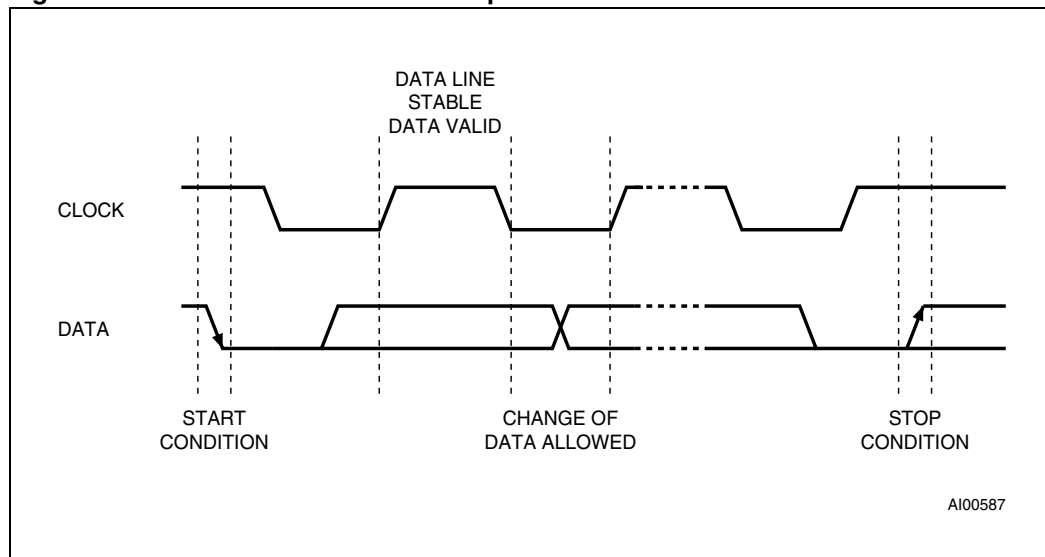 DATA LINE
STABLE
DATA VALID
CLOCK
DATA
START
CONDITION
CHANGE OF
DATA ALLOWED
STOP
CONDITION
AI00587